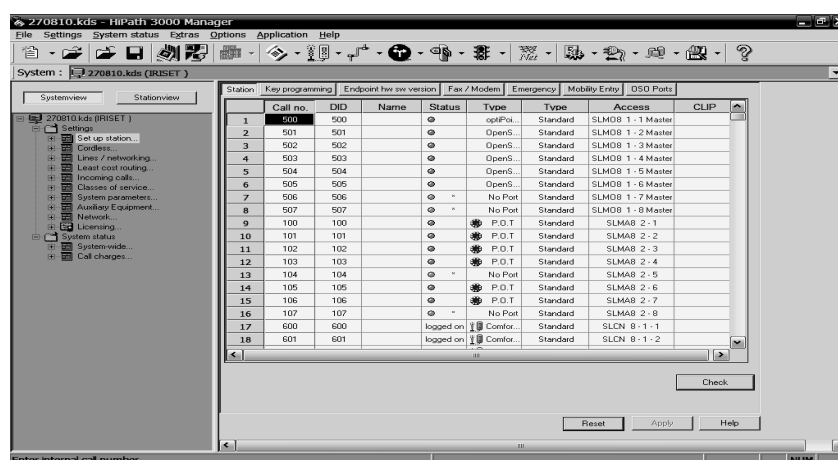 270810.kds - HiPath 3000 Manager
File Settings System status Extras Options Application Help
System : 270810.kds (IRISET )
Systemview Stationview
270810.kds (IRISET )
Settings
Set up station...
Cordless...
Lines / networking...
Least cost routing...
Incoming calls...
Classes of service...
System parameters...
Auxiliary Equipment...
Network...
Licensing...
System status
System-wide...
Call charges...
Station Key programming Endpoint hw sw version Fax / Modem Emergency Mobility Entry DSO Ports
Call no. DID Name Status Type Type Access CLIP
1 500 500 optiPoi... Standard SLMO8 1 - 1 Master
2 501 501 OpenS... Standard SLMO8 1 - 2 Master
3 502 502 OpenS... Standard SLMO8 1 - 3 Master
4 503 503 OpenS... Standard SLMO8 1 - 4 Master
5 504 504 OpenS... Standard SLMO8 1 - 5 Master
6 505 505 OpenS... Standard SLMO8 1 - 6 Master
7 506 506 " No Port Standard SLMO8 1 - 7 Master
8 507 507 " No Port Standard SLMO8 1 - 8 Master
9 100 100 P.O.T Standard SLMA8 2 - 1
10 101 101 P.O.T Standard SLMA8 2 - 2
11 102 102 P.O.T Standard SLMA8 2 - 3
12 103 103 P.O.T Standard SLMA8 2 - 4
13 104 104 " No Port Standard SLMA8 2 - 5
14 105 105 P.O.T Standard SLMA8 2 - 6
15 106 106 P.O.T Standard SLMA8 2 - 7
16 107 107 " No Port Standard SLMA8 2 - 8
17 600 600 logged on Comfor... Standard SLCN 8 - 1 - 1
18 601 601 logged on Comfor... Standard SLCN 8 - 1 - 2
Check
Reset Apply Help
Enter internal call number. NUM